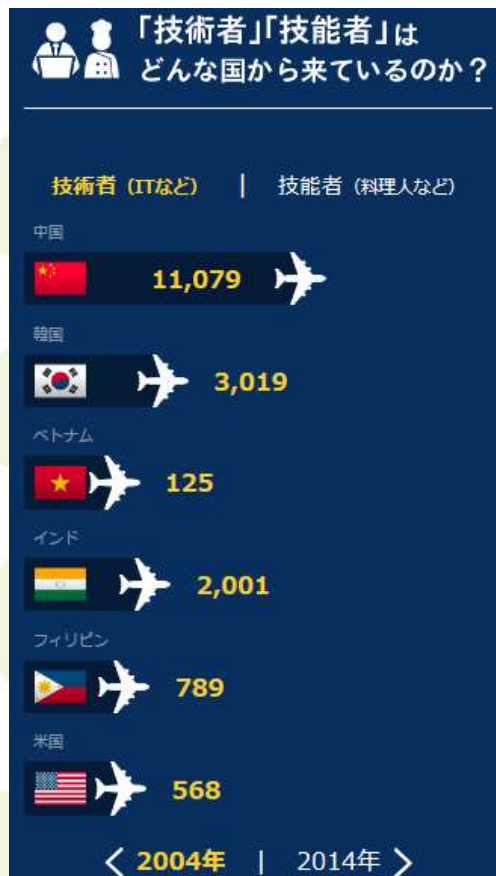 「技術者」「技能者」は
どんな国から来ているのか？
技術者（ITなど） | 技能者（料理人など）
中国
11,079
韓国
3,019
ベトナム
125
インド
2,001
フィリピン
789
米国
568
< 2004年 | 2014年 >